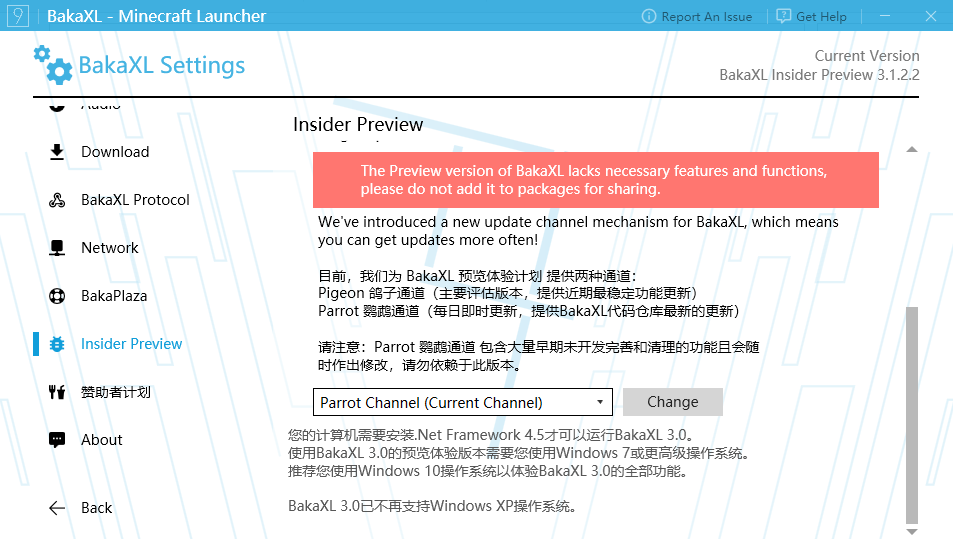 BakaXL - Minecraft Launcher
Report An Issue
Get Help
BakaXL Settings
Current Version
BakaXL Insider Preview 3.1.2.2
Audio
Download
BakaXL Protocol
Network
BakaPlaza
Insider Preview
赞助者计划
About
Back
Insider Preview
The Preview version of BakaXL lacks necessary features and functions,
please do not add it to packages for sharing.
We've introduced a new update channel mechanism for BakaXL, which means
you can get updates more often!
目前，我们为 BakaXL 预览体验计划 提供两种通道：
Pigeon 鸽子通道（主要评估版本，提供近期最稳定功能更新）
Parrot 鹦鹉通道（每日即时更新，提供BakaXL代码仓库最新的更新）
请注意：Parrot 鹦鹉通道 包含大量早期未开发完善和清理的功能且会随
时作出修改，请勿依赖于此版本。
Parrot Channel (Current Channel)
Change
您的计算机需要安装.Net Framework 4.5才可以运行BakaXL 3.0。
使用BakaXL 3.0的预览体验版本需要您使用Windows 7或更高级操作系统。
推荐您使用Windows 10操作系统以体验BakaXL 3.0的全部功能。
BakaXL 3.0已不再支持Windows XP操作系统。